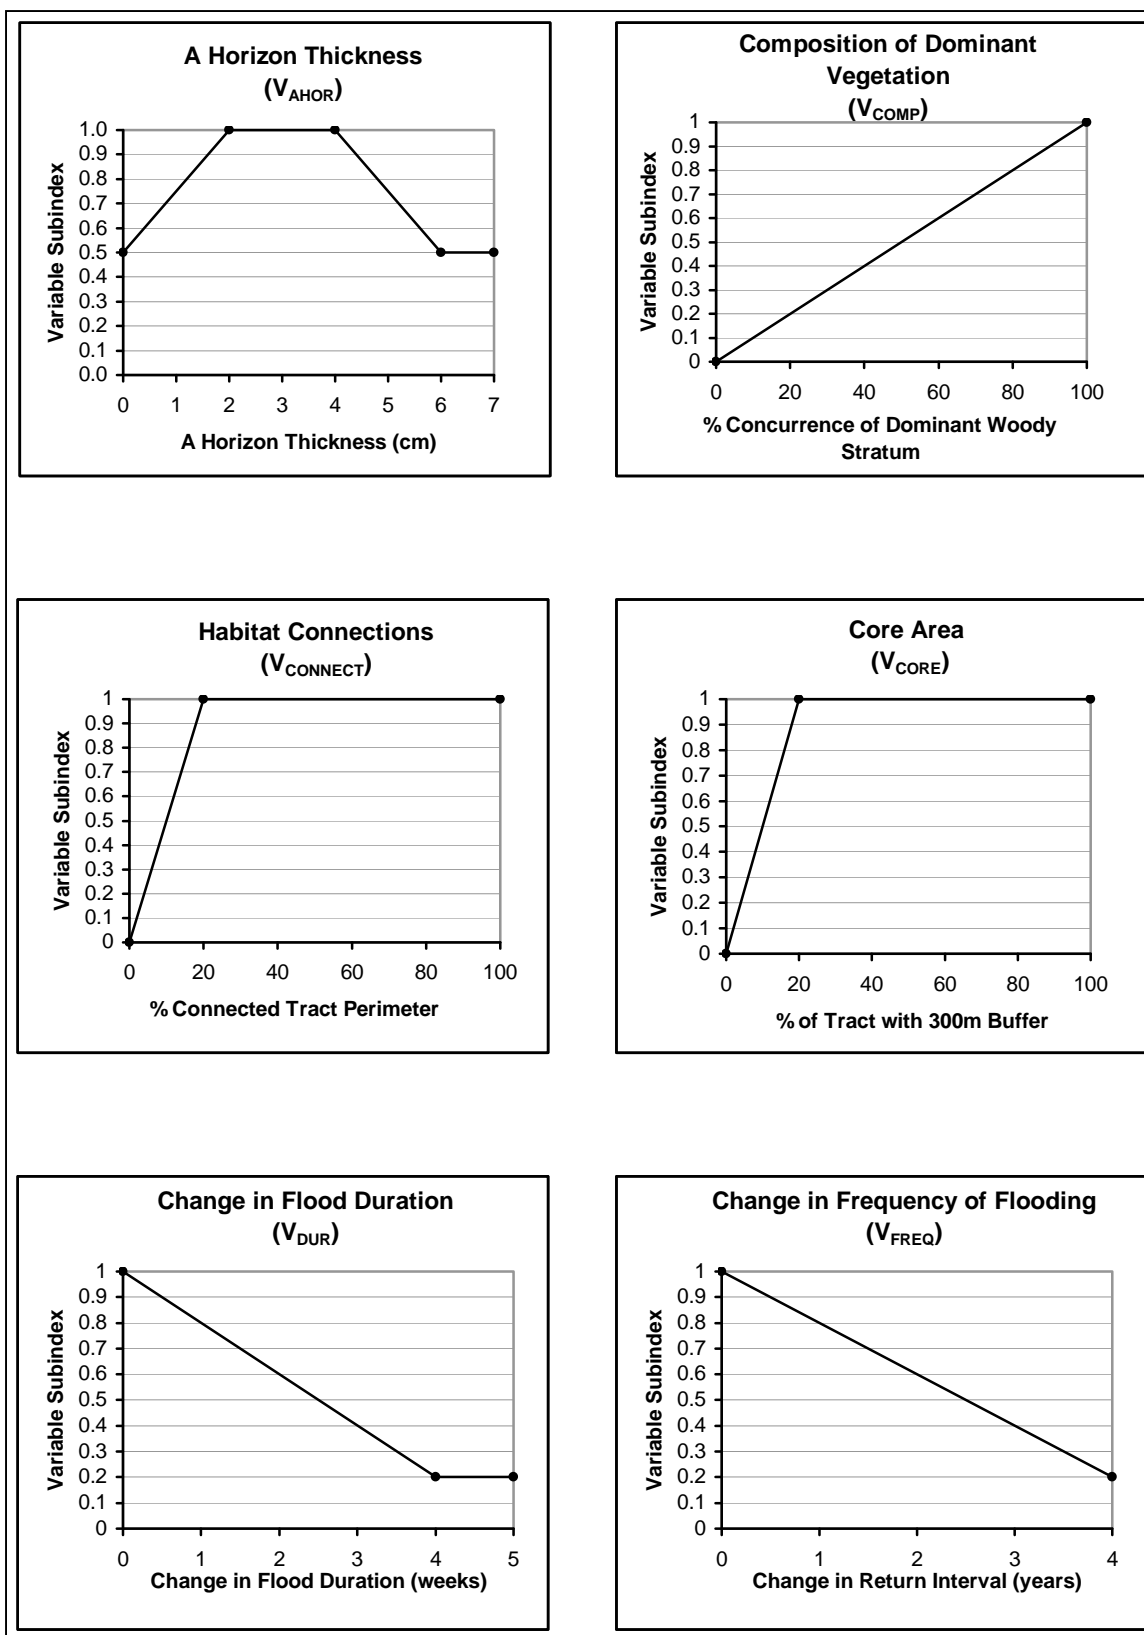 A Horizon Thickness
(V_AHOR)
1.0
0.9
0.8
0.7
0.6
0.5
0.4
0.3
0.2
0.1
0.0
Variable Subindex
0 1 2 3 4 5 6 7
A Horizon Thickness (cm)
Composition of Dominant
Vegetation
(V_COMP)
1
0.9
0.8
0.7
0.6
0.5
0.4
0.3
0.2
0.1
0
Variable Subindex
0 20 40 60 80 100
% Concurrence of Dominant Woody
Stratum
Habitat Connections
(V_CONNECT)
1
0.9
0.8
0.7
0.6
0.5
0.4
0.3
0.2
0.1
0
Variable Subindex
0 20 40 60 80 100
% Connected Tract Perimeter
Core Area
(V_CORE)
1
0.9
0.8
0.7
0.6
0.5
0.4
0.3
0.2
0.1
0
Variable Subindex
0 20 40 60 80 100
% of Tract with 300m Buffer
Change in Flood Duration
(V_DUR)
1
0.9
0.8
0.7
0.6
0.5
0.4
0.3
0.2
0.1
0
Variable Subindex
0 1 2 3 4 5
Change in Flood Duration (weeks)
Change in Frequency of Flooding
(V_FREQ)
1
0.9
0.8
0.7
0.6
0.5
0.4
0.3
0.2
0.1
0
Variable Subindex
0 1 2 3 4
Change in Return Interval (years)